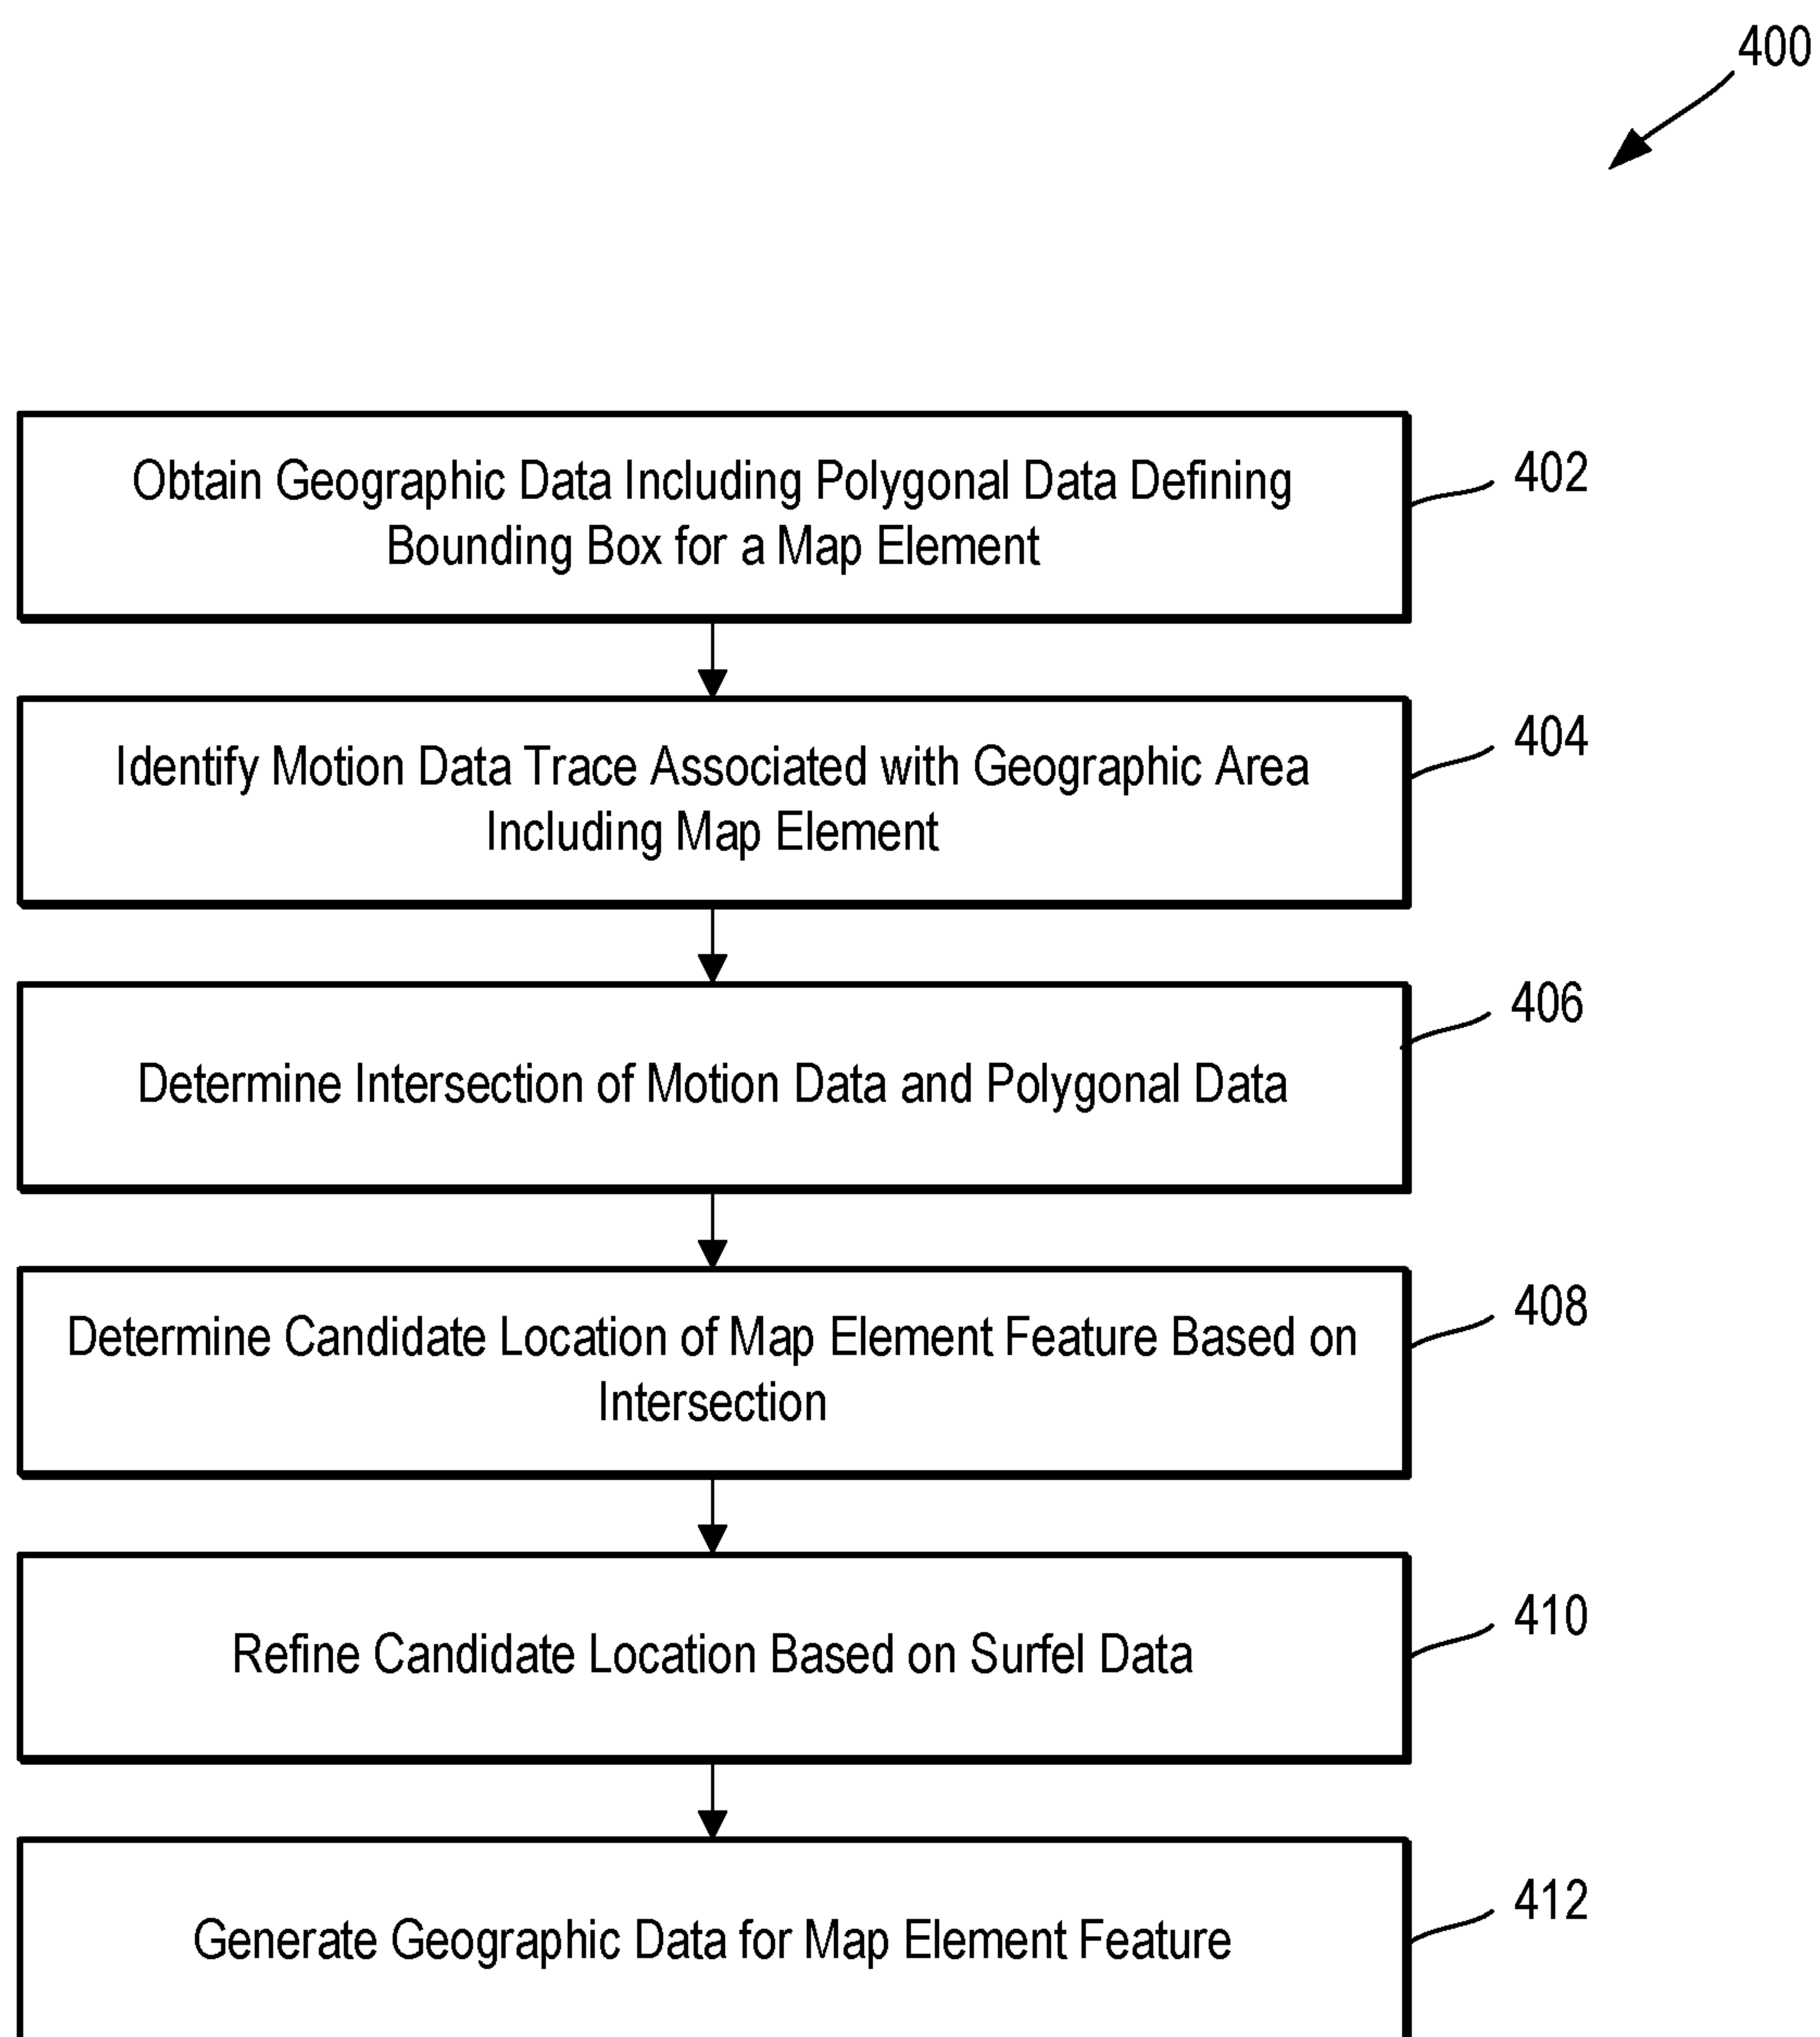 400
Obtain Geographic Data Including Polygonal Data Defining
Bounding Box for a Map Element
402
Identify Motion Data Trace Associated with Geographic Area
Including Map Element
404
Determine Intersection of Motion Data and Polygonal Data
406
Determine Candidate Location of Map Element Feature Based on
Intersection
408
Refine Candidate Location Based on Surfel Data
410
Generate Geographic Data for Map Element Feature
412